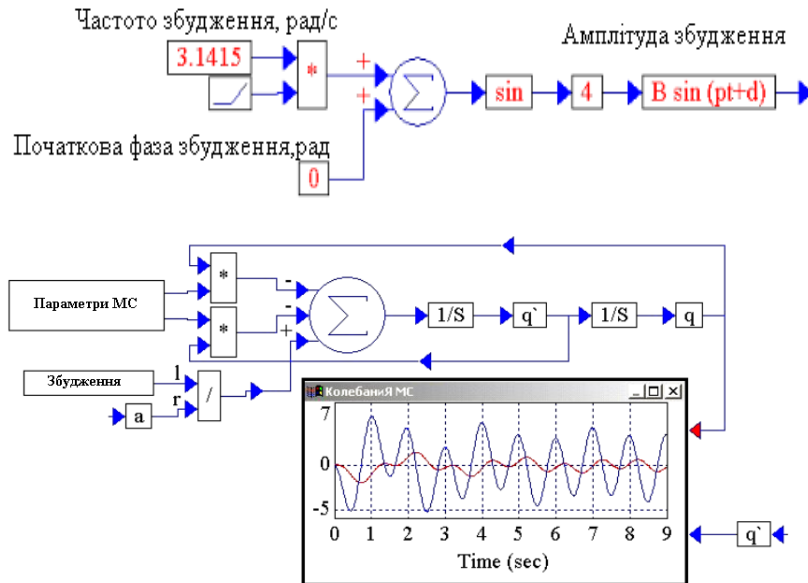 Частото збудження, рад/с
3.1415
*
+
+
Σ
sin
4
B sin (pt+d)
Амплітуда збудження
Початкова фаза збудження,рад
0
Параметри МС
*
*
-
-
+
Σ
1/S
q`
1/S
q
Збудження
l
r
/
a
КолебаниЯ МС
7
0
-5
0 1 2 3 4 5 6 7 8 9
Time (sec)
q`